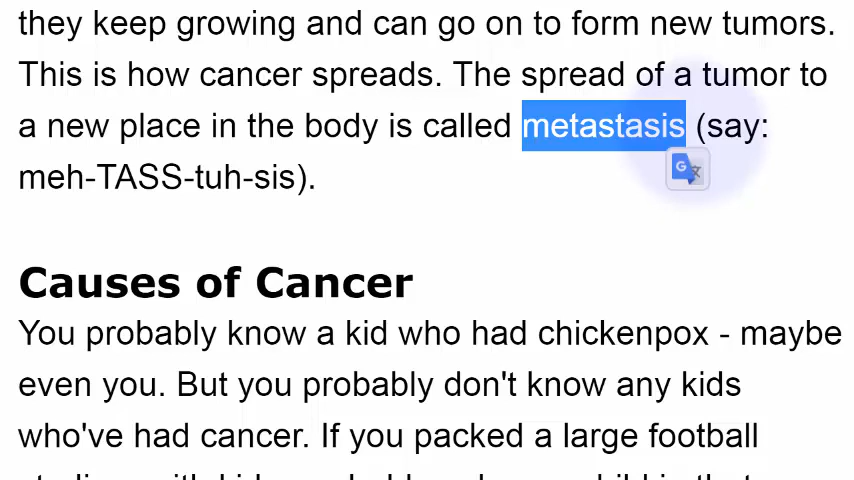 they keep growing and can go on to form new tumors.
This is how cancer spreads. The spread of a tumor to
a new place in the body is called metastasis (say:
meh-TASS-tuh-sis).
Causes of Cancer
You probably know a kid who had chickenpox - maybe
even you. But you probably don't know any kids
who've had cancer. If you packed a large football